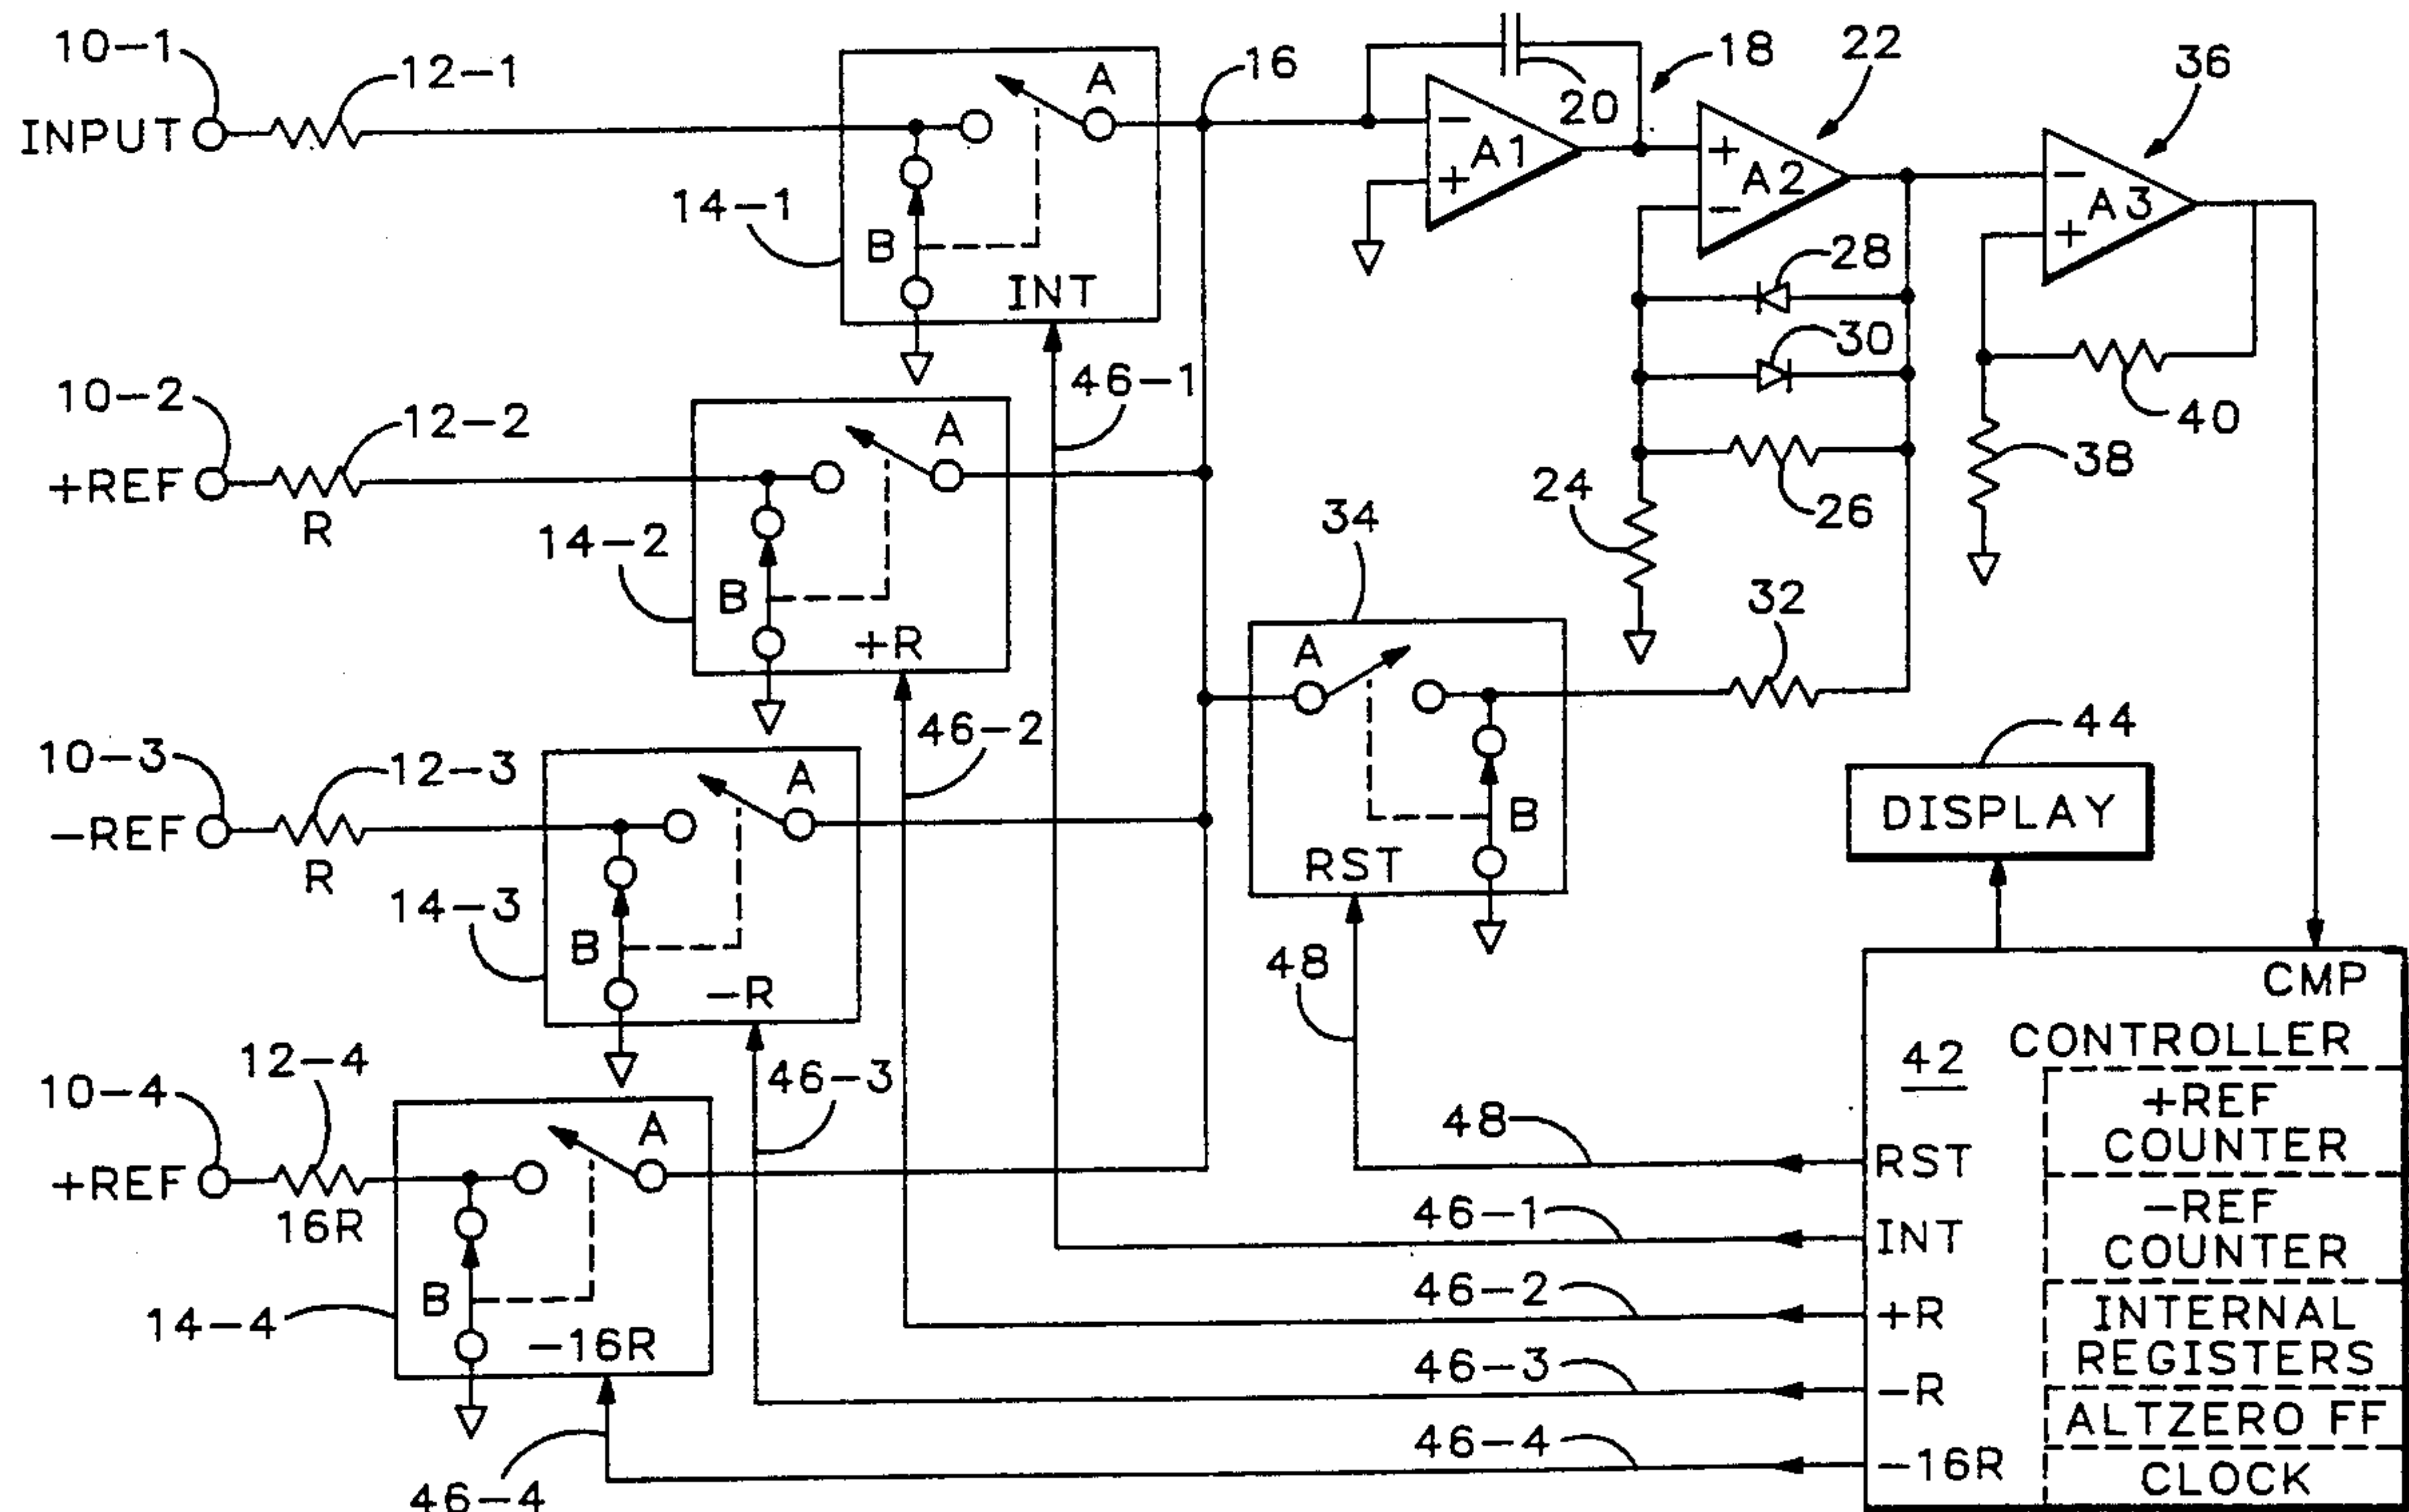 10-1
12-1
INPUT
14-1
A
B
INT
16
18
20
A1
-
+
22
A2
+
-
36
A3
-
+
28
30
26
24
32
40
38
10-2
12-2
+REF
R
14-2
A
B
+R
46-1
34
A
B
RST
48
10-3
12-3
-REF
R
14-3
A
B
-R
46-2
44
DISPLAY
10-4
12-4
+REF
16R
14-4
A
B
-16R
46-3
46-4
CMP
CONTROLLER
42
+REF
COUNTER
-REF
COUNTER
INTERNAL
REGISTERS
ALTZERO FF
CLOCK
48
RST
46-1
INT
46-2
+R
46-3
-R
46-4
-16R